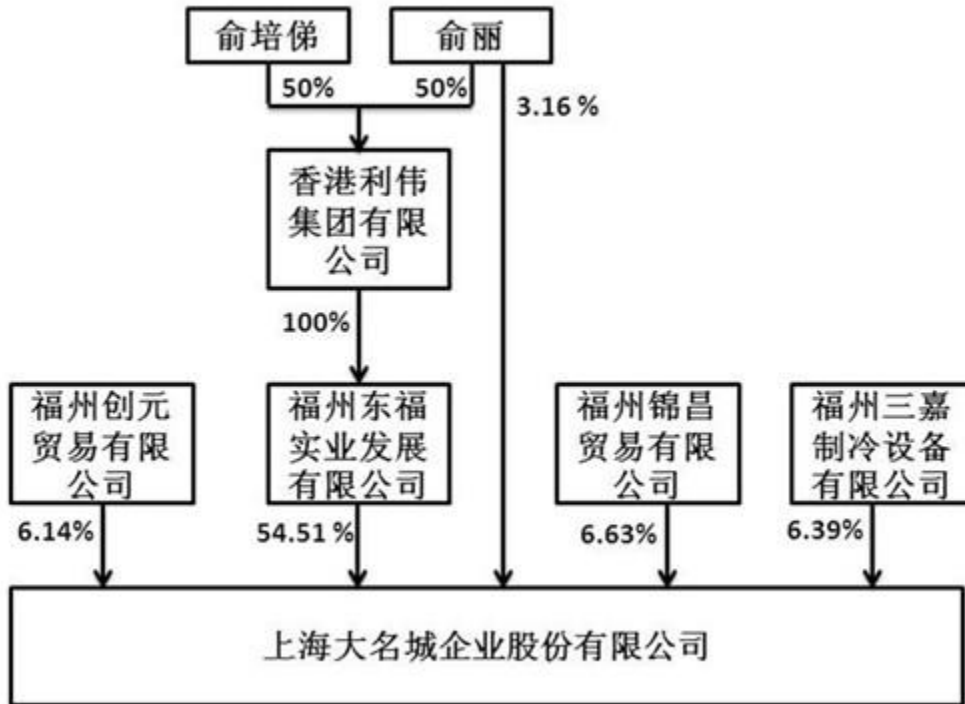 俞培俤
俞丽
50%
50%
3.16 %
香港利伟
集团有限
公司
100%
福州创元
贸易有限
公司
福州东福
实业发展
有限公司
福州锦昌
贸易有限
公司
福州三嘉
制冷设备
有限公司
6.14%
54.51 %
6.63%
6.39%
上海大名城企业股份有限公司